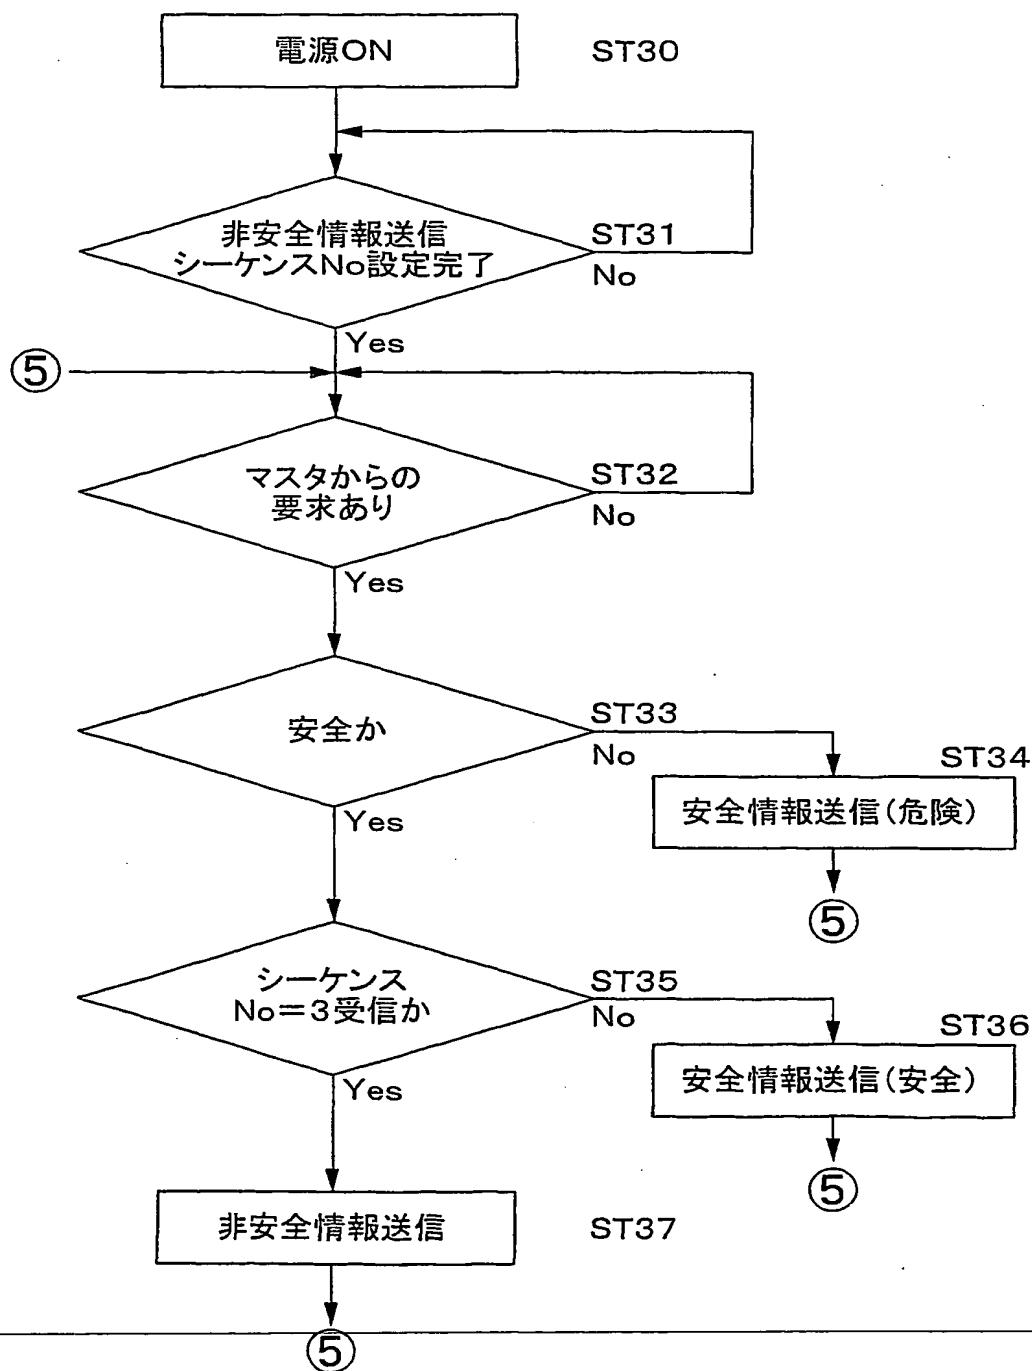 電源ON
ST30
非安全情報送信
シーケンスNo設定完了
ST31
No
Yes
⑤
マスタからの
要求あり
ST32
No
Yes
安全か
ST33
No
ST34
安全情報送信(危険)
⑤
Yes
シーケンス
No=3受信か
ST35
No
ST36
安全情報送信(安全)
⑤
Yes
非安全情報送信
ST37
⑤